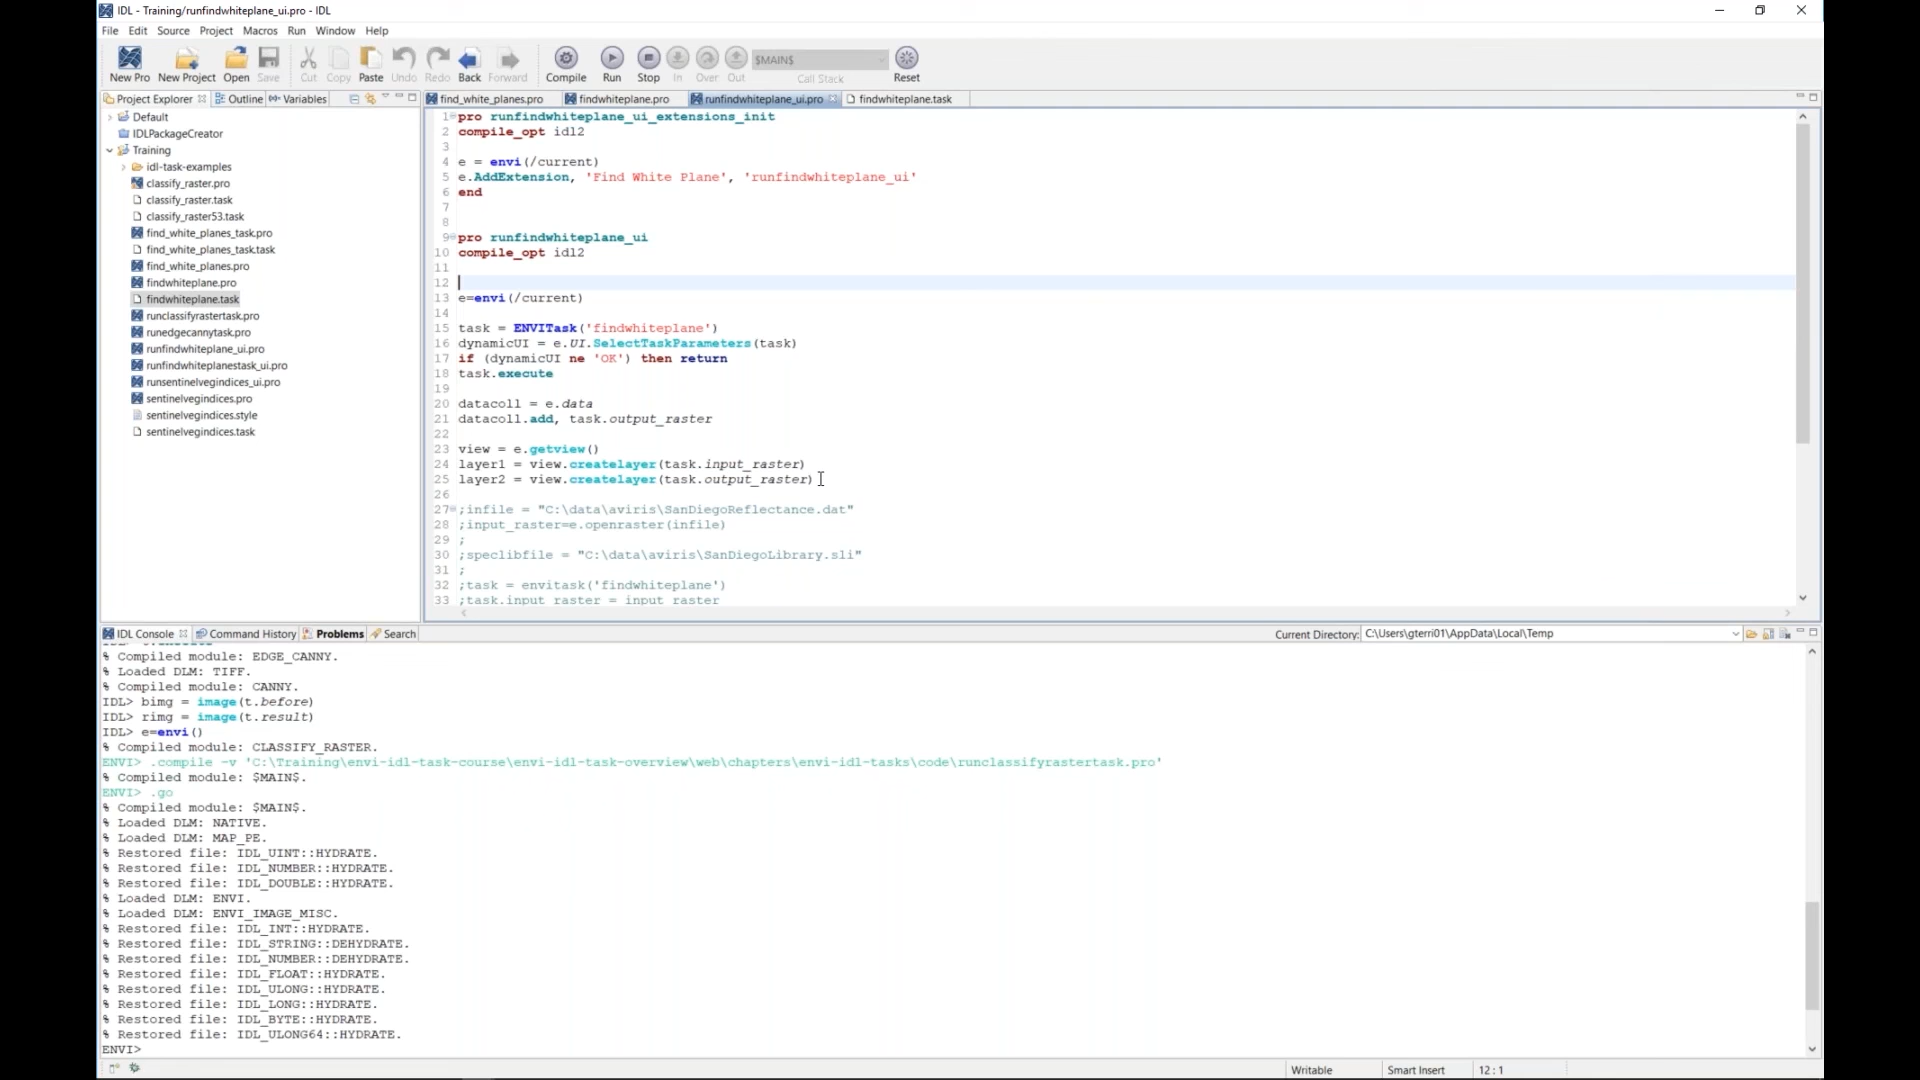 IDL - Training/runfindwhiteplane_ui.pro - IDL
File Edit Source Project Macros Run Window Help
$MAIN$
New Pro New Project Open Save Cut Copy Paste Undo Redo Back Forward Compile Run Stop In Over Out Call Stack Reset
Project Explorer Outline Variables
find_white_planes.pro findwhiteplane.pro runfindwhiteplane_ui.pro findwhiteplane.task
Default
IDLPackageCreator
Training
idl-task-examples
classify_raster.pro
classify_raster.task
classify_raster53.task
find_white_planes_task.pro
find_white_planes_task.task
find_white_planes.pro
findwhiteplane.pro
findwhiteplane.task
runclassifyrastertask.pro
runedgecannytask.pro
runfindwhiteplane_ui.pro
runfindwhiteplanestask_ui.pro
runsentinelvegindices_ui.pro
sentinelvegindices.pro
sentinelvegindices.style
sentinelvegindices.task
1 pro runfindwhiteplane_ui_extensions_init
2 compile_opt idl2
3
4 e = envi(/current)
5 e.AddExtension, 'Find White Plane', 'runfindwhiteplane_ui'
6 end
7
8
9 pro runfindwhiteplane_ui
10 compile_opt idl2
11
12
13 e=envi(/current)
14
15 task = ENVITask('findwhiteplane')
16 dynamicUI = e.UI.SelectTaskParameters(task)
17 if (dynamicUI ne 'OK') then return
18 task.execute
19
20 datacoll = e.data
21 datacoll.add, task.output_raster
22
23 view = e.getview()
24 layer1 = view.createlayer(task.input_raster)
25 layer2 = view.createlayer(task.output_raster)
26
27 ;infile = "C:\data\aviris\SanDiegoReflectance.dat"
28 ;input_raster=e.openraster(infile)
29 ;
30 ;speclibfile = "C:\data\aviris\SanDiegoLibrary.sli"
31 ;
32 ;task = envitask('findwhiteplane')
33 ;task.input_raster = input_raster
IDL Console Command History Problems Search
Current Directory: C:\Users\gterri01\AppData\Local\Temp
% Compiled module: EDGE_CANNY.
% Loaded DLM: TIFF.
% Compiled module: CANNY.
IDL> bimg = image(t.before)
IDL> rimg = image(t.result)
IDL> e=envi()
% Compiled module: CLASSIFY_RASTER.
ENVI> .compile -v 'C:\Training\envi-idl-task-course\envi-idl-task-overview\web\chapters\envi-idl-tasks\code\runclassifyrastertask.pro'
% Compiled module: $MAIN$.
ENVI> .go
% Compiled module: $MAIN$.
% Loaded DLM: NATIVE.
% Loaded DLM: MAP_PE.
% Restored file: IDL_UINT::HYDRATE.
% Restored file: IDL_NUMBER::HYDRATE.
% Restored file: IDL_DOUBLE::HYDRATE.
% Loaded DLM: ENVI.
% Loaded DLM: ENVI_IMAGE_MISC.
% Restored file: IDL_INT::HYDRATE.
% Restored file: IDL_STRING::DEHYDRATE.
% Restored file: IDL_NUMBER::DEHYDRATE.
% Restored file: IDL_FLOAT::HYDRATE.
% Restored file: IDL_ULONG::HYDRATE.
% Restored file: IDL_LONG::HYDRATE.
% Restored file: IDL_BYTE::HYDRATE.
% Restored file: IDL_ULONG64::HYDRATE.
ENVI>
Writable Smart Insert 12 : 1